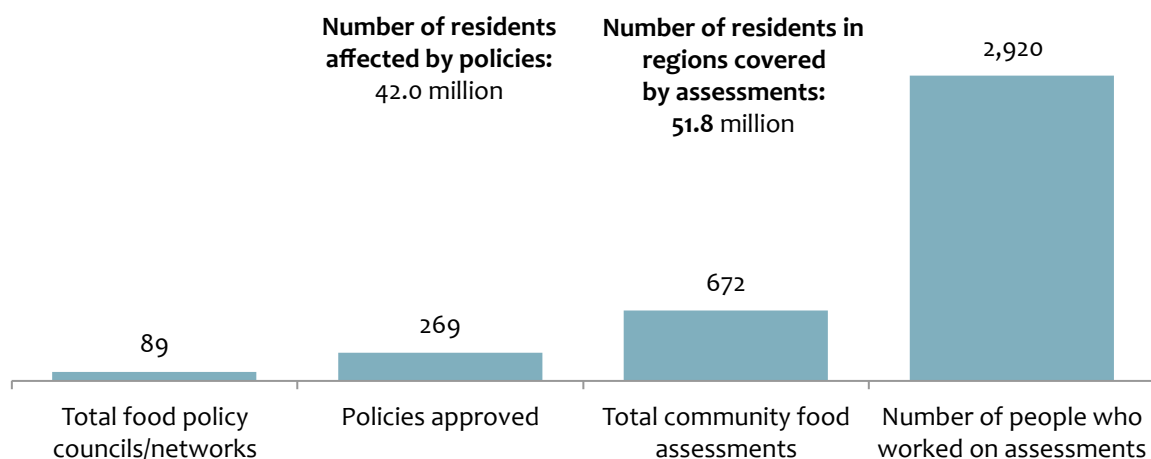 Number of residents
affected by policies:
42.0 million
Number of residents in
regions covered
by assessments:
51.8 million
2,920
672
269
89
Total food policy
councils/networks
Policies approved
Total community food
assessments
Number of people who
worked on assessments